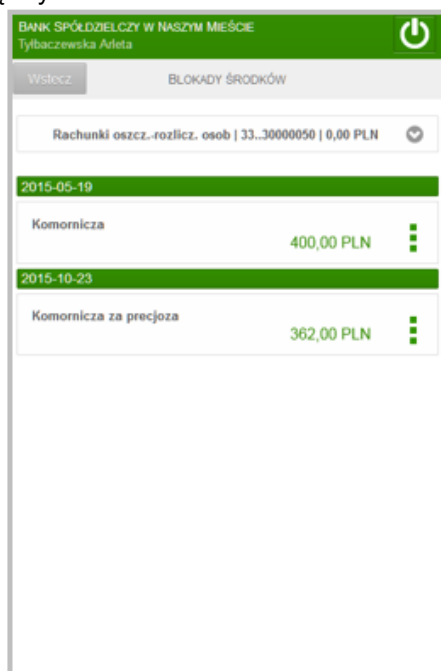 BANK SPÓŁDZIELCZY W NASZYM MIEŚCIE
Tyłbaczewska Arleta
Wstecz
BLOKADY ŚRODKÓW
Rachunki oszcz.-rozlicz. osob | 33..30000050 | 0,00 PLN
2015-05-19
Komornicza
400,00 PLN
2015-10-23
Komornicza za precjoza
362,00 PLN